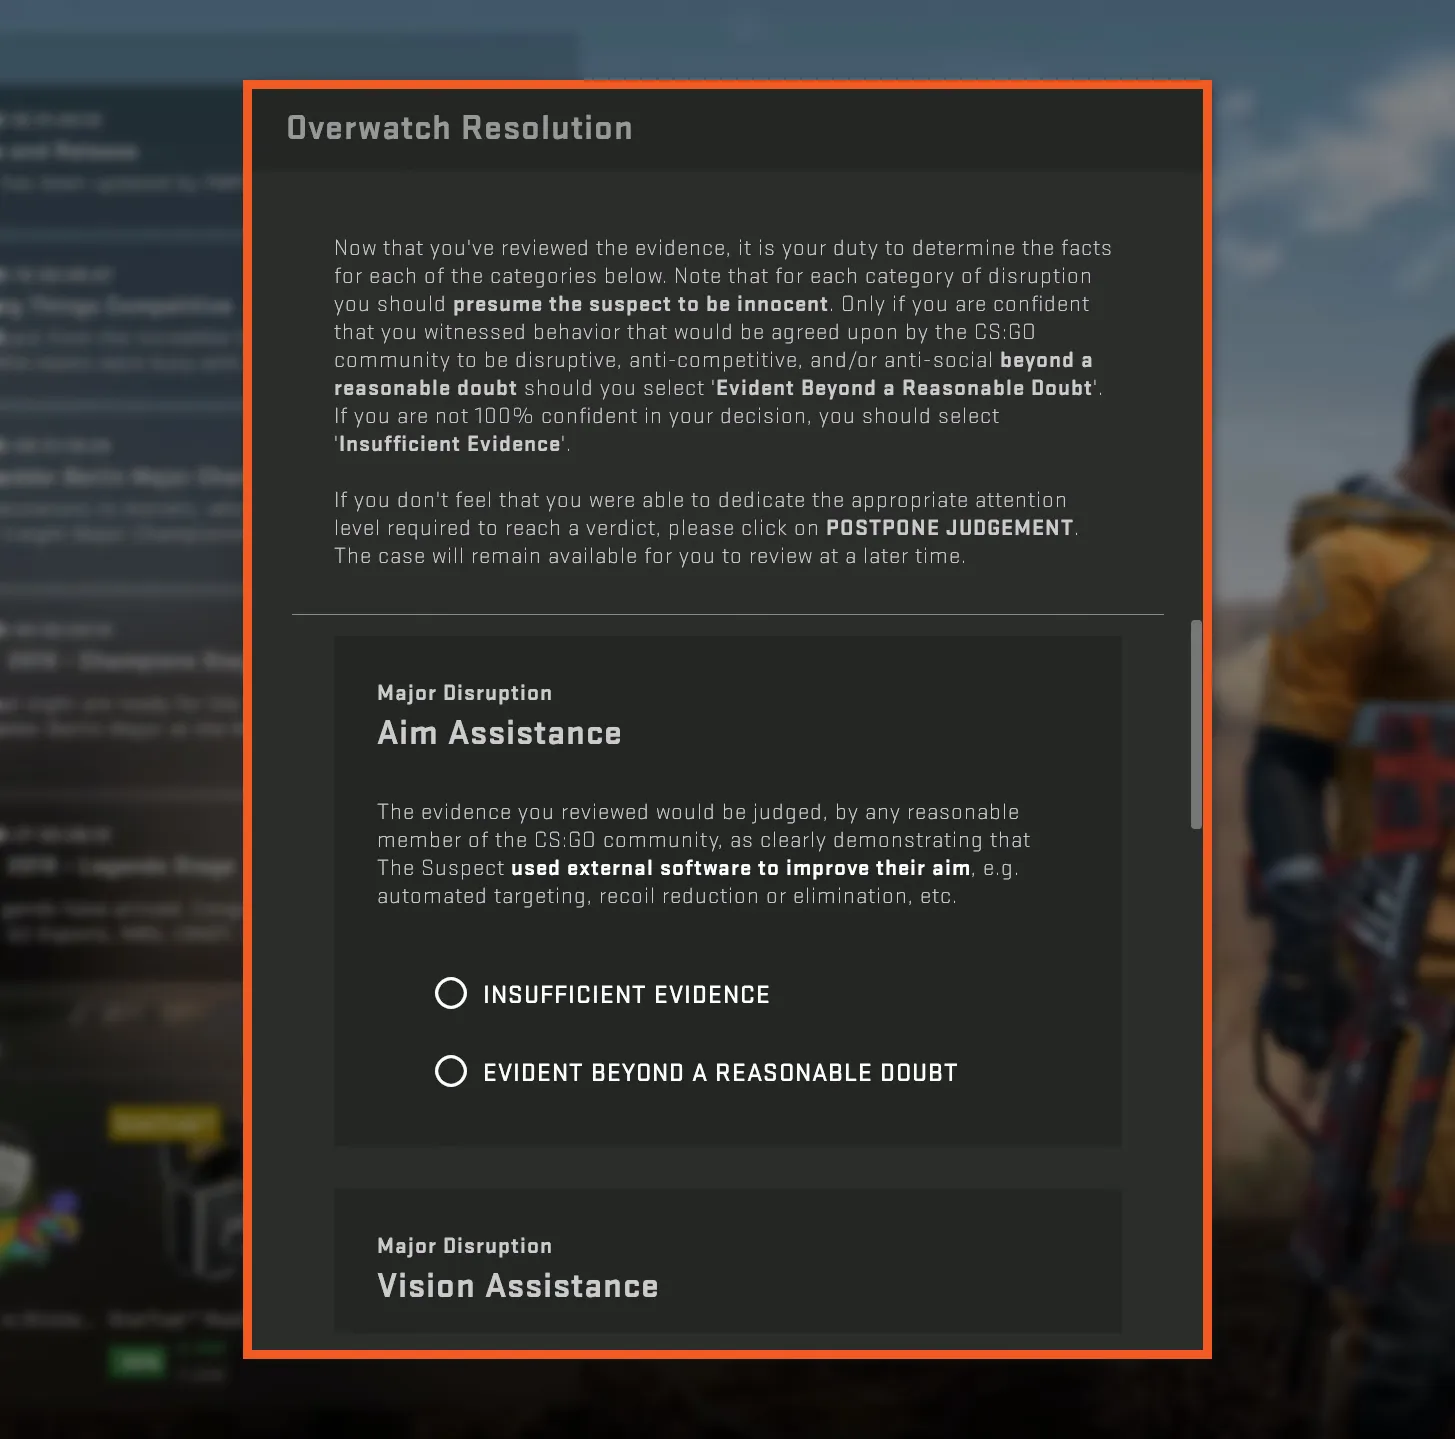 Overwatch Resolution
Now that you've reviewed the evidence, it is your duty to determine the facts
for each of the categories below. Note that for each category of disruption
you should presume the suspect to be innocent. Only if you are confident
that you witnessed behavior that would be agreed upon by the CS:GO
community to be disruptive, anti-competitive, and/or anti-social beyond a
reasonable doubt should you select 'Evident Beyond a Reasonable Doubt'.
If you are not 100% confident in your decision, you should select
'Insufficient Evidence'.
If you don't feel that you were able to dedicate the appropriate attention
level required to reach a verdict, please click on POSTPONE JUDGEMENT.
The case will remain available for you to review at a later time.
Major Disruption
Aim Assistance
The evidence you reviewed would be judged, by any reasonable
member of the CS:GO community, as clearly demonstrating that
The Suspect used external software to improve their aim, e.g.
automated targeting, recoil reduction or elimination, etc.
INSUFFICIENT EVIDENCE
EVIDENT BEYOND A REASONABLE DOUBT
Major Disruption
Vision Assistance